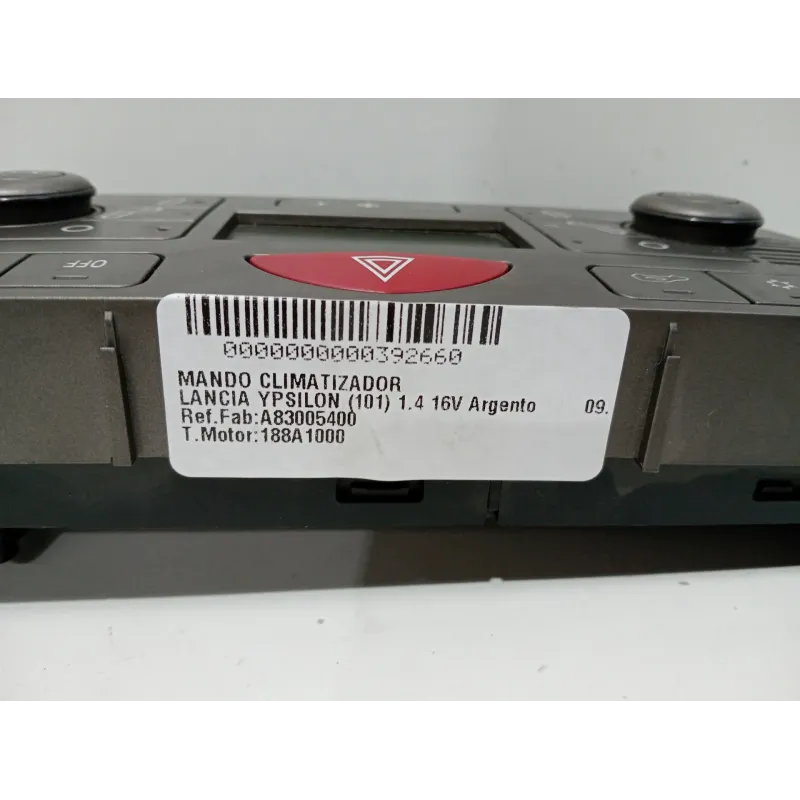 OFF
0000000000392660
MANDO CLIMATIZADOR
LANCIA YPSILON (101) 1.4 16V Argento 09.
Ref.Fab:A83005400
T.Motor:188A1000